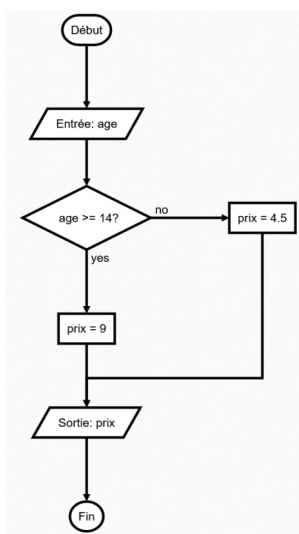 Début
Entrée: age
age >= 14?
no
prix = 4.5
yes
prix = 9
Sortie: prix
Fin